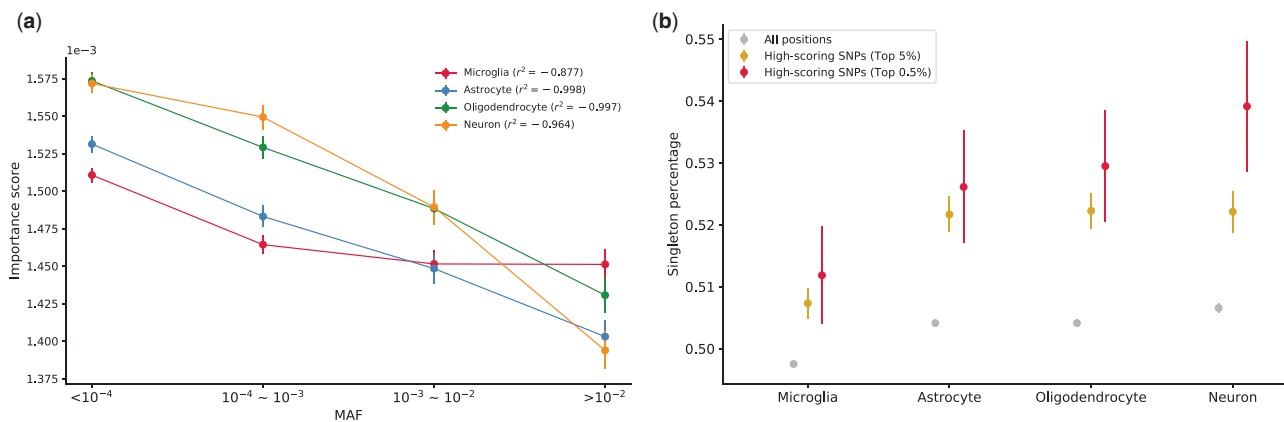 (a)
1e−3
1.575
1.550
1.525
1.500
1.475
1.450
1.425
1.400
1.375
Importance score
Microglia (r² = −0.877)
Astrocyte (r² = −0.998)
Oligodendrocyte (r² = −0.997)
Neuron (r² = −0.964)
<10⁻⁴
10⁻⁴ ~ 10⁻³
10⁻³ ~ 10⁻²
>10⁻²
MAF
(b)
0.55
0.54
0.53
0.52
0.51
0.50
Singleton percentage
All positions
High-scoring SNPs (Top 5%)
High-scoring SNPs (Top 0.5%)
Microglia
Astrocyte
Oligodendrocyte
Neuron